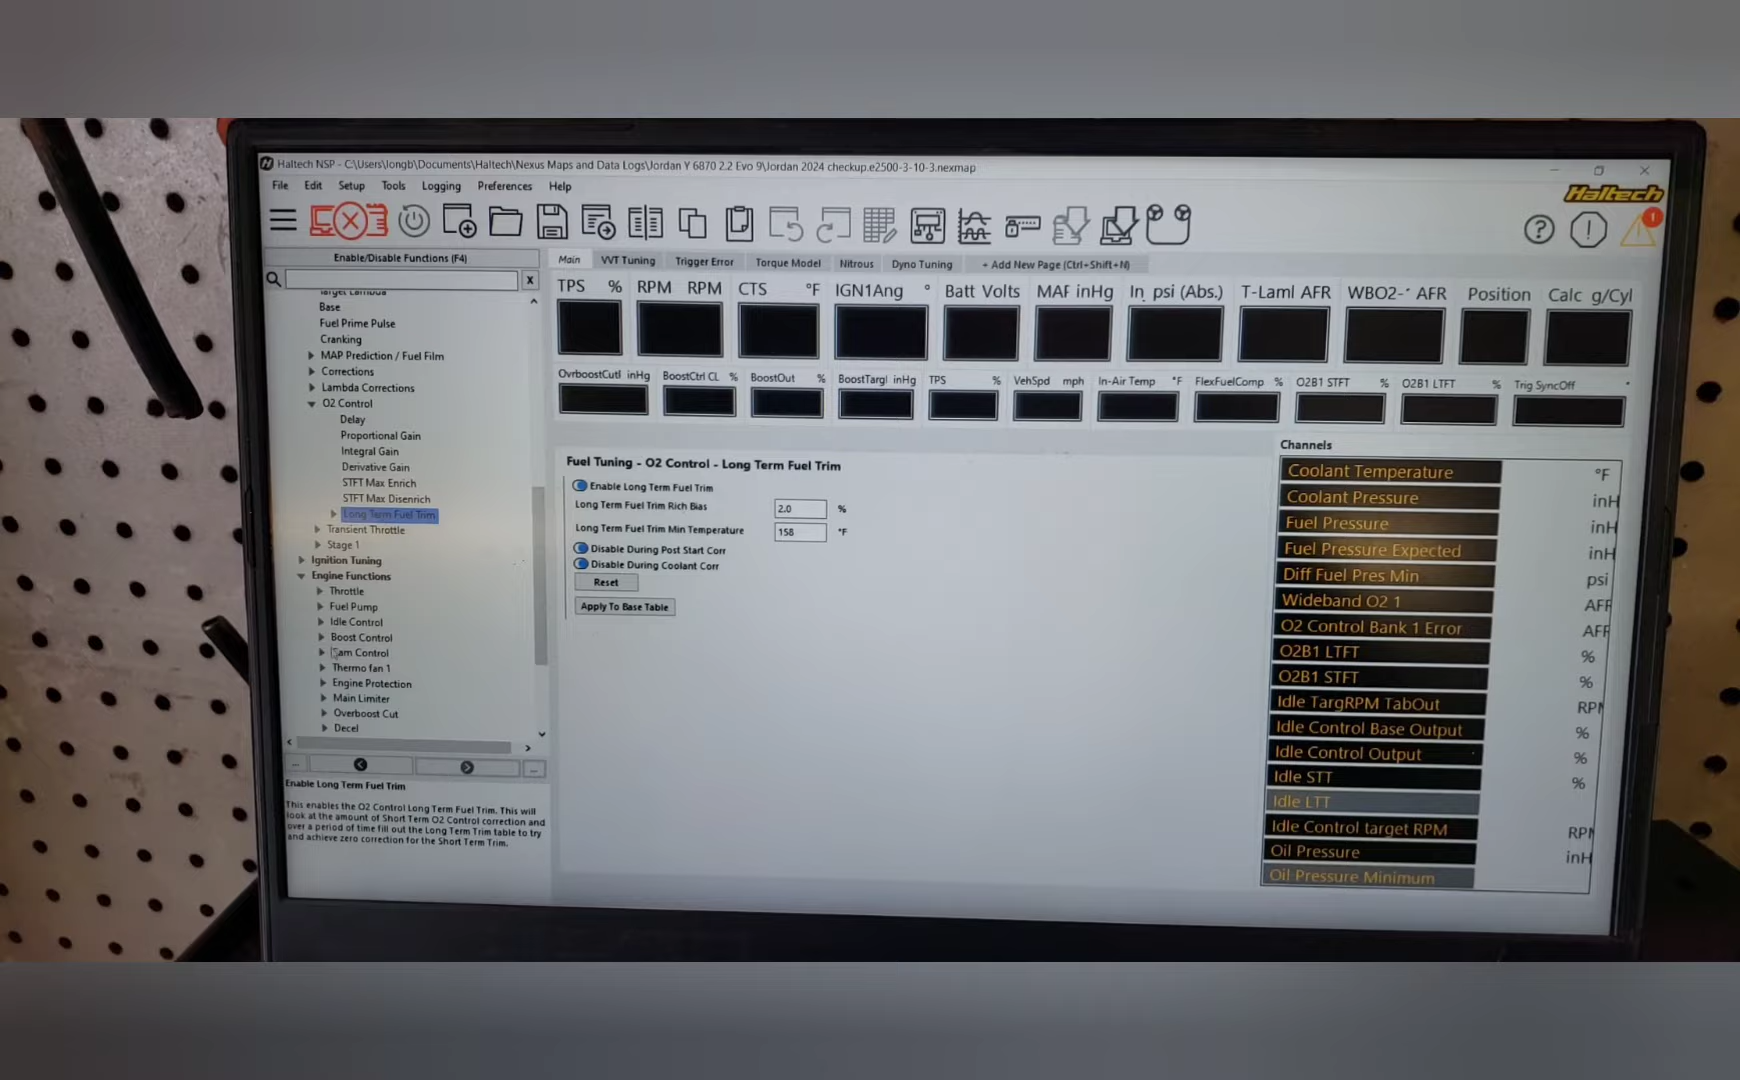 Haltech NSP - C:\Users\longb\Documents\Haltech\Nexus Maps and Data Logs\Jordan Y 6870 2.2 Evo 9\Jordan 2024 checkup.e2500-3-10-3.nexmap
File Edit Setup Tools Logging Preferences Help
Haltech
1
Enable/Disable Functions (F4)
x
Main VVT Tuning Trigger Error Torque Model Nitrous Dyno Tuning + Add New Page (Ctrl+Shift+N)
TPS % RPM RPM CTS °F IGN1Ang ° Batt Volts MAF inHg In psi (Abs.) T-Laml AFR WBO2- AFR Position Calc g/Cyl
OvrboostCutl inHg BoostCtrl CL % BoostOut % BoostTargl inHg TPS % VehSpd mph In-Air Temp °F FlexFuelComp % O2B1 STFT % O2B1 LTFT % Trig SyncOff
Target Lambda
Base
Fuel Prime Pulse
Cranking
MAP Prediction / Fuel Film
Corrections
Lambda Corrections
O2 Control
Delay
Proportional Gain
Integral Gain
Derivative Gain
STFT Max Enrich
STFT Max Disenrich
Long Term Fuel Trim
Transient Throttle
Stage 1
Ignition Tuning
Engine Functions
Throttle
Fuel Pump
Idle Control
Boost Control
Cam Control
Thermo fan 1
Engine Protection
Main Limiter
Overboost Cut
Decel
Enable Long Term Fuel Trim
This enables the O2 Control Long Term Fuel Trim. This will
look at the amount of Short Term O2 Control correction and
over a period of time fill out the Long Term Trim table to try
and achieve zero correction for the Short Term Trim.
Fuel Tuning - O2 Control - Long Term Fuel Trim
Enable Long Term Fuel Trim
Long Term Fuel Trim Rich Bias 2.0 %
Long Term Fuel Trim Min Temperature 158 °F
Disable During Post Start Corr
Disable During Coolant Corr
Reset
Apply To Base Table
Channels
Coolant Temperature °F
Coolant Pressure inH
Fuel Pressure inH
Fuel Pressure Expected inH
Diff Fuel Pres Min psi
Wideband O2 1 AFR
O2 Control Bank 1 Error AFR
O2B1 LTFT %
O2B1 STFT %
Idle TargRPM TabOut RPM
Idle Control Base Output %
Idle Control Output %
Idle STT %
Idle LTT
Idle Control target RPM RPM
Oil Pressure inH
Oil Pressure Minimum